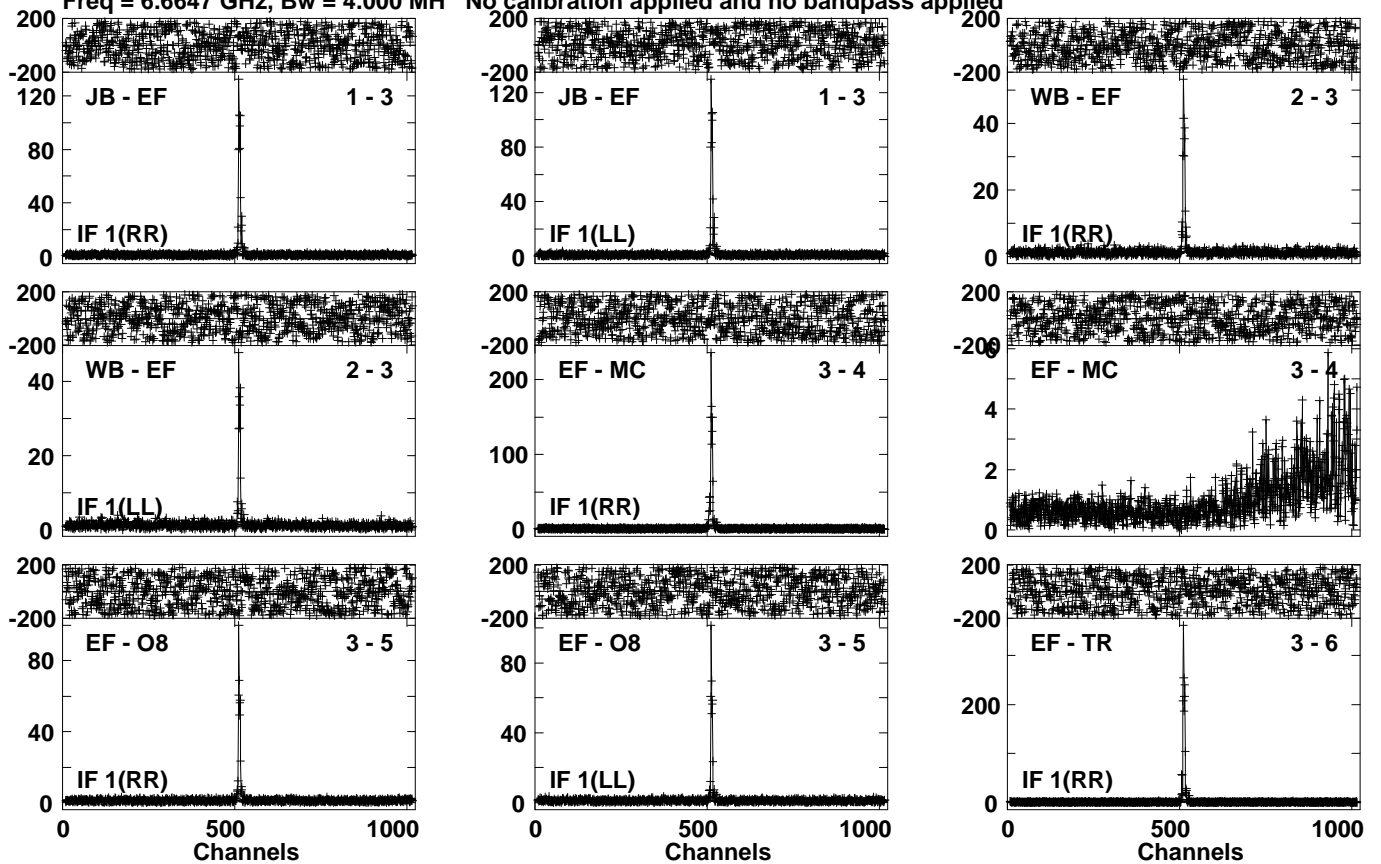 Freq = 6.6647 GHz, Bw = 4.000 MH No calibration applied and no bandpass applied
200 200 200
-200 -200 -200
JB - EF 1 - 3 JB - EF 1 - 3 WB - EF 2 - 3
120 120
80 80 40
40 40 20
IF 1(RR) IF 1(LL) IF 1(RR)
0 0 0
200 200 200
-200 -200 -200
6
WB - EF 2 - 3 EF - MC 3 - 4 EF - MC 3 - 4
40 200 4
20 100 2
IF 1(LL) IF 1(RR)
0 0 0
200 200 200
-200 -200 -200
EF - O8 3 - 5 EF - O8 3 - 5 EF - TR 3 - 6
80 80
40 40 200
IF 1(RR) IF 1(LL) IF 1(RR)
0 0 0
0 500 1000 0 500 1000 0 500 1000
Channels Channels Channels